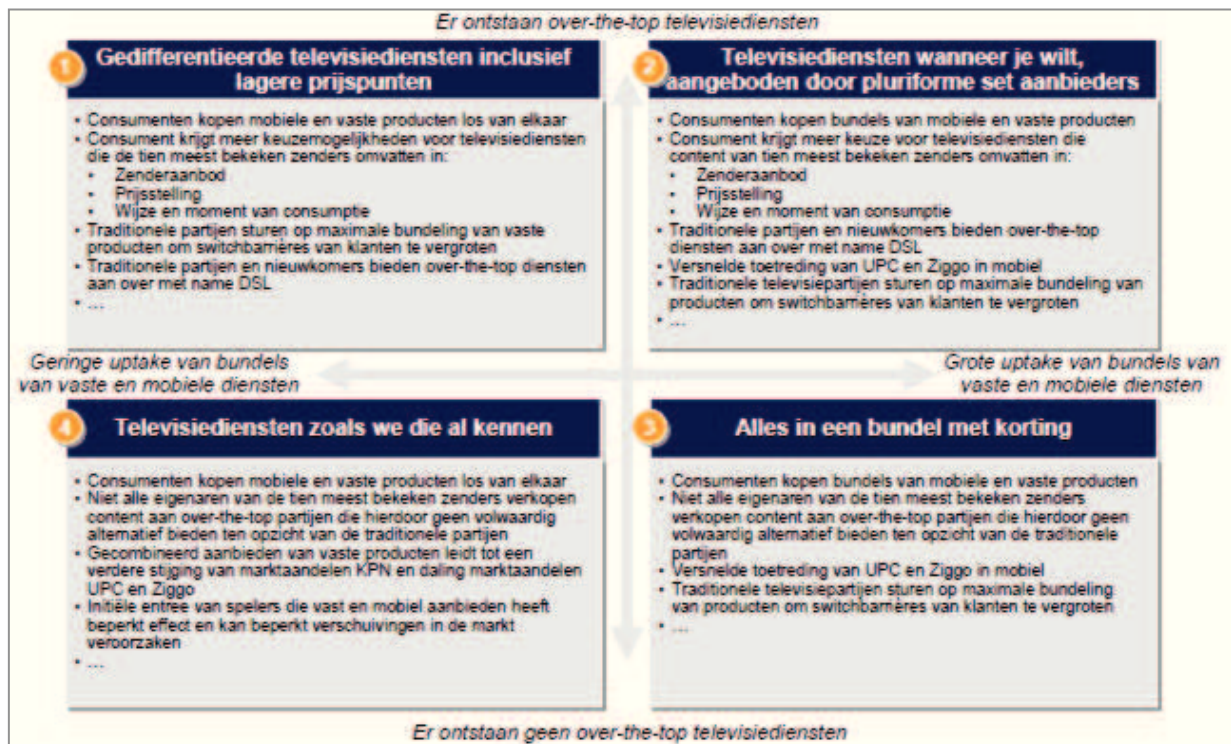 Er ontstaan over-the-top televisiediensten
1
Gedifferentieerde televisiediensten inclusief
lagere prijspunten
• Consumenten kopen mobiele en vaste producten los van elkaar
• Consument krijgt meer keuzemogelijkheden voor televisiediensten
die de tien meest bekeken zenders omvatten in:
• Zenderaanbod
• Prijsstelling
• Wijze en moment van consumptie
• Traditionele partijen sturen op maximale bundeling van vaste
producten om switchbarrières van klanten te vergroten
• Traditionele partijen en nieuwkomers bieden over-the-top diensten
aan over met name DSL
• ...
2
Televisiediensten wanneer je wilt,
aangeboden door pluriforme set aanbieders
• Consumenten kopen bundels van mobiele en vaste producten
• Consument krijgt meer keuze voor televisiediensten die
content van tien meest bekeken zenders omvatten in:
• Zenderaanbod
• Prijsstelling
• Wijze en moment van consumptie
• Traditionele partijen en nieuwkomers bieden over-the-top
diensten aan over met name DSL
• Versnelde toetreding van UPC en Ziggo in mobiel
• Traditionele televisiepartijen sturen op maximale bundeling van
producten om switchbarrières van klanten te vergroten
• ...
Geringe uptake van bundels
van vaste en mobiele diensten
Grote uptake van bundels van
vaste en mobiele diensten
4
Televisiediensten zoals we die al kennen
• Consumenten kopen mobiele en vaste producten los van elkaar
• Niet alle eigenaren van de tien meest bekeken zenders verkopen
content aan over-the-top partijen die hierdoor geen volwaardig
alternatief bieden ten opzicht van de traditionele partijen
• Gecombineerd aanbieden van vaste producten leidt tot een
verdere stijging van marktaandelen KPN en daling marktaandelen
UPC en Ziggo
• Initiële entree van spelers die vast en mobiel aanbieden heeft
beperkt effect en kan beperkt verschuivingen in de markt
veroorzaken
• ...
3
Alles in een bundel met korting
• Consumenten kopen bundels van mobiele en vaste producten
• Niet alle eigenaren van de tien meest bekeken zenders
verkopen content aan over-the-top partijen die hierdoor geen
volwaardig alternatief bieden ten opzicht van de traditionele
partijen
• Versnelde toetreding van UPC en Ziggo in mobiel
• Traditionele televisiepartijen sturen op maximale bundeling
van producten om switchbarrières van klanten te vergroten
• ...
Er ontstaan geen over-the-top televisiediensten